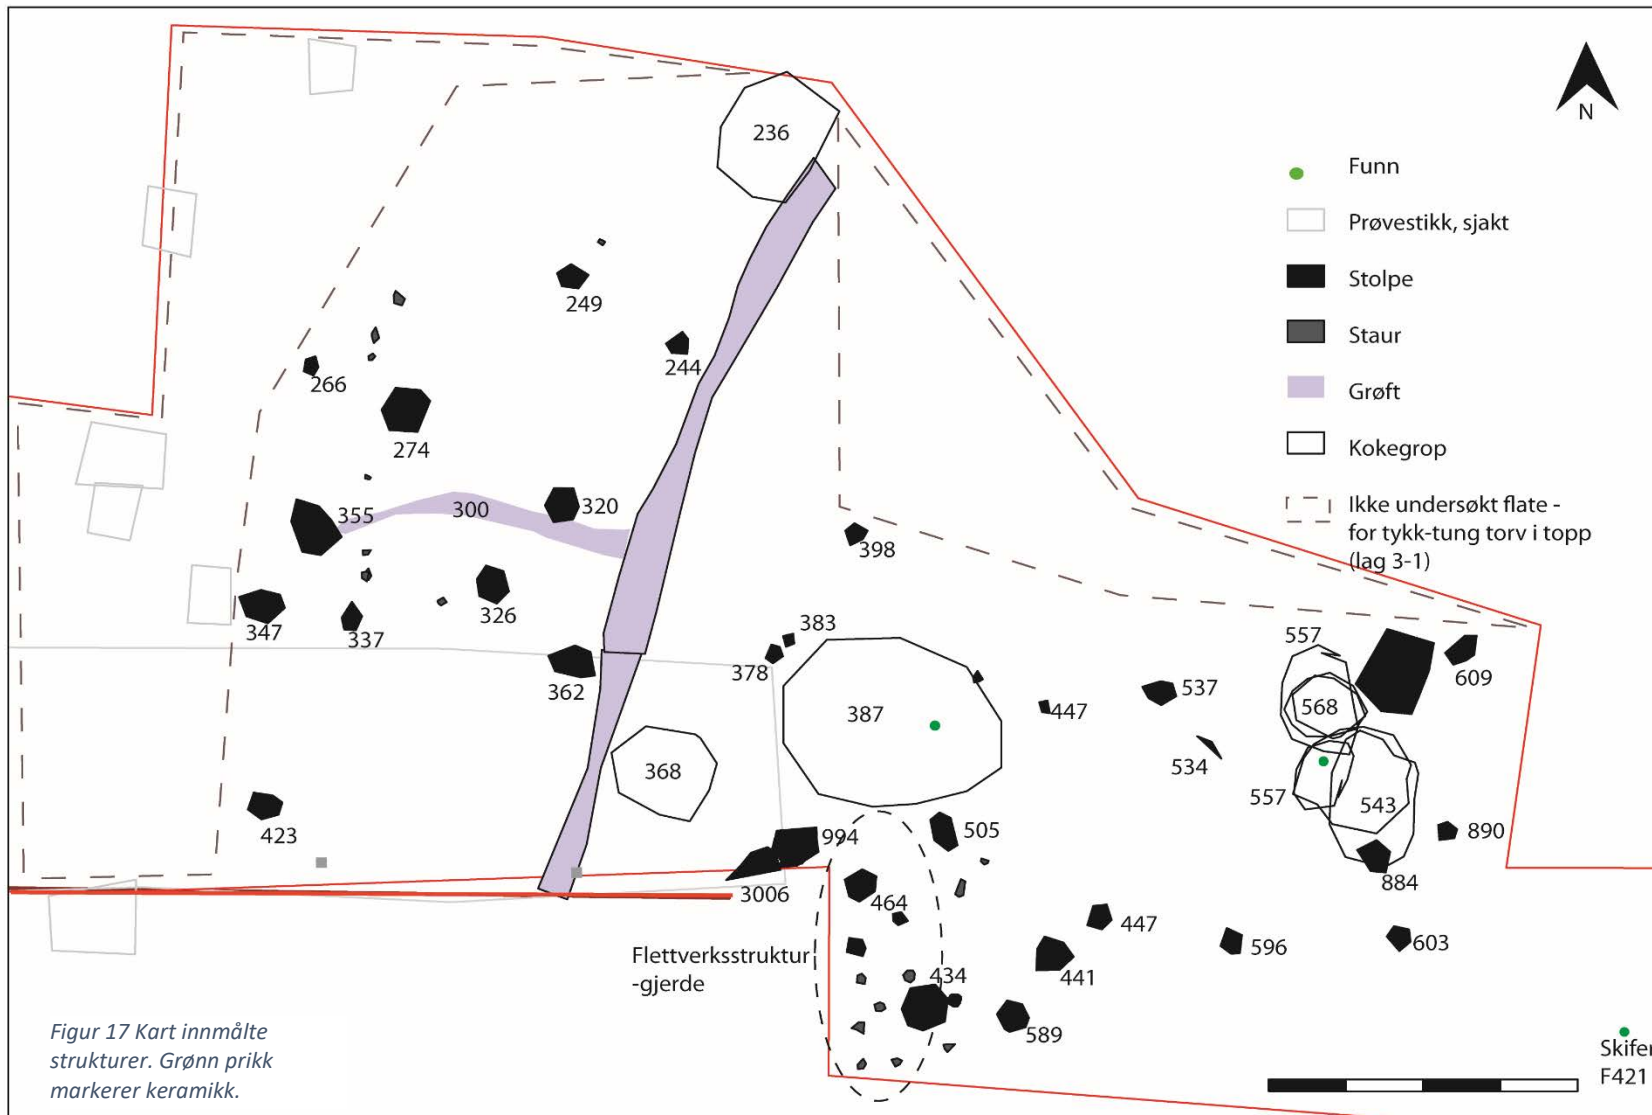 N
Funn
Prøvestikk, sjakt
Stolpe
Staur
Grøft
Kokegrop
Ikke undersøkt flate -
for tykk-tung torv i topp
(lag 3-1)
236
249
244
266
274
355
300
320
398
347
337
326
383
378
362
387
447
537
557
568
609
368
534
557
543
423
994
505
890
3006
464
884
447
596
603
Flettverksstruktur
-gjerde
434
441
589
Skifer
F421
Figur 17 Kart innmålte
strukturer. Grønn prikk
markerer keramikk.